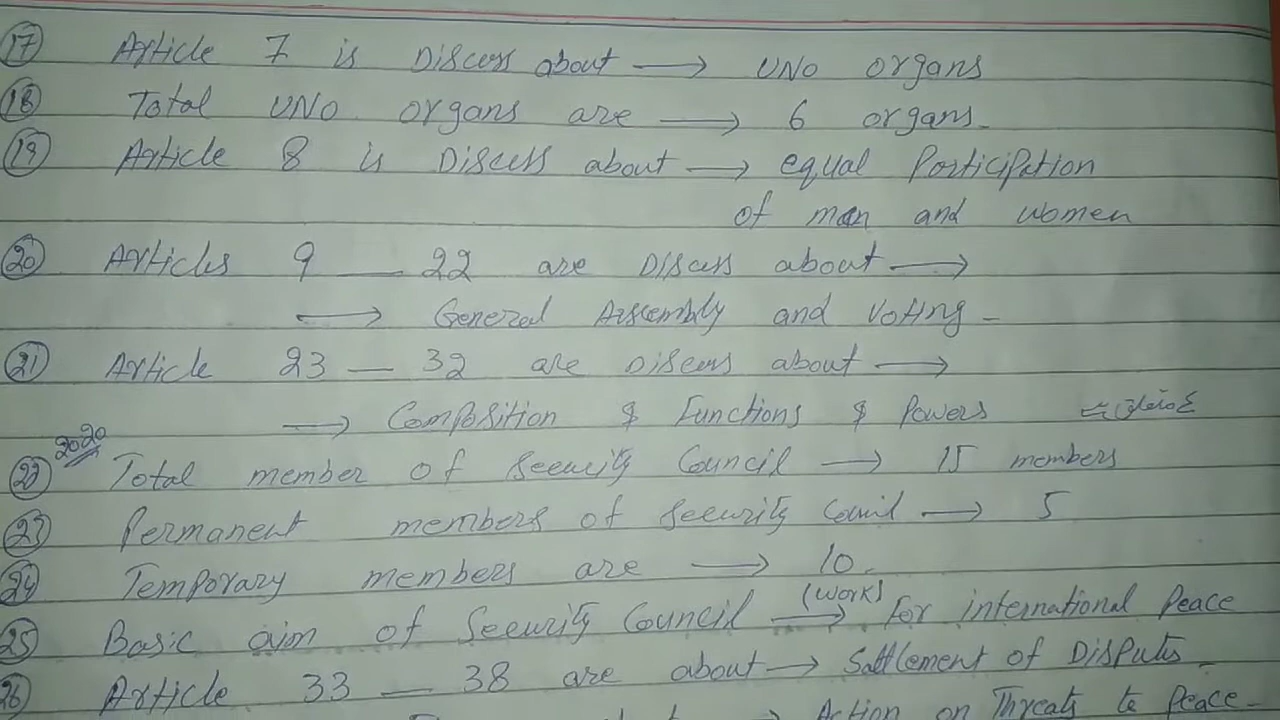 17 Article 7 is Discuss about → UNO organs
18 Total UNO organs are → 6 organs.
19 Article 8 is Discuss about → equal Participation
of man and women
20 Articles 9 — 22 are Discuss about →
→ General Assembly and Voting -
21 Article 23 — 32 are Discuss about →
→ Composition & Functions & Powers
2020
22 Total member of Security Council → 15 members
23 Permanent members of Security Council → 5
24 Temporary members are → 10.
25 Basic aim of Security Council (work) → For international Peace
26 Article 33 — 38 are about → Settlement of Disputes -
→ Action on Threats to Peace -